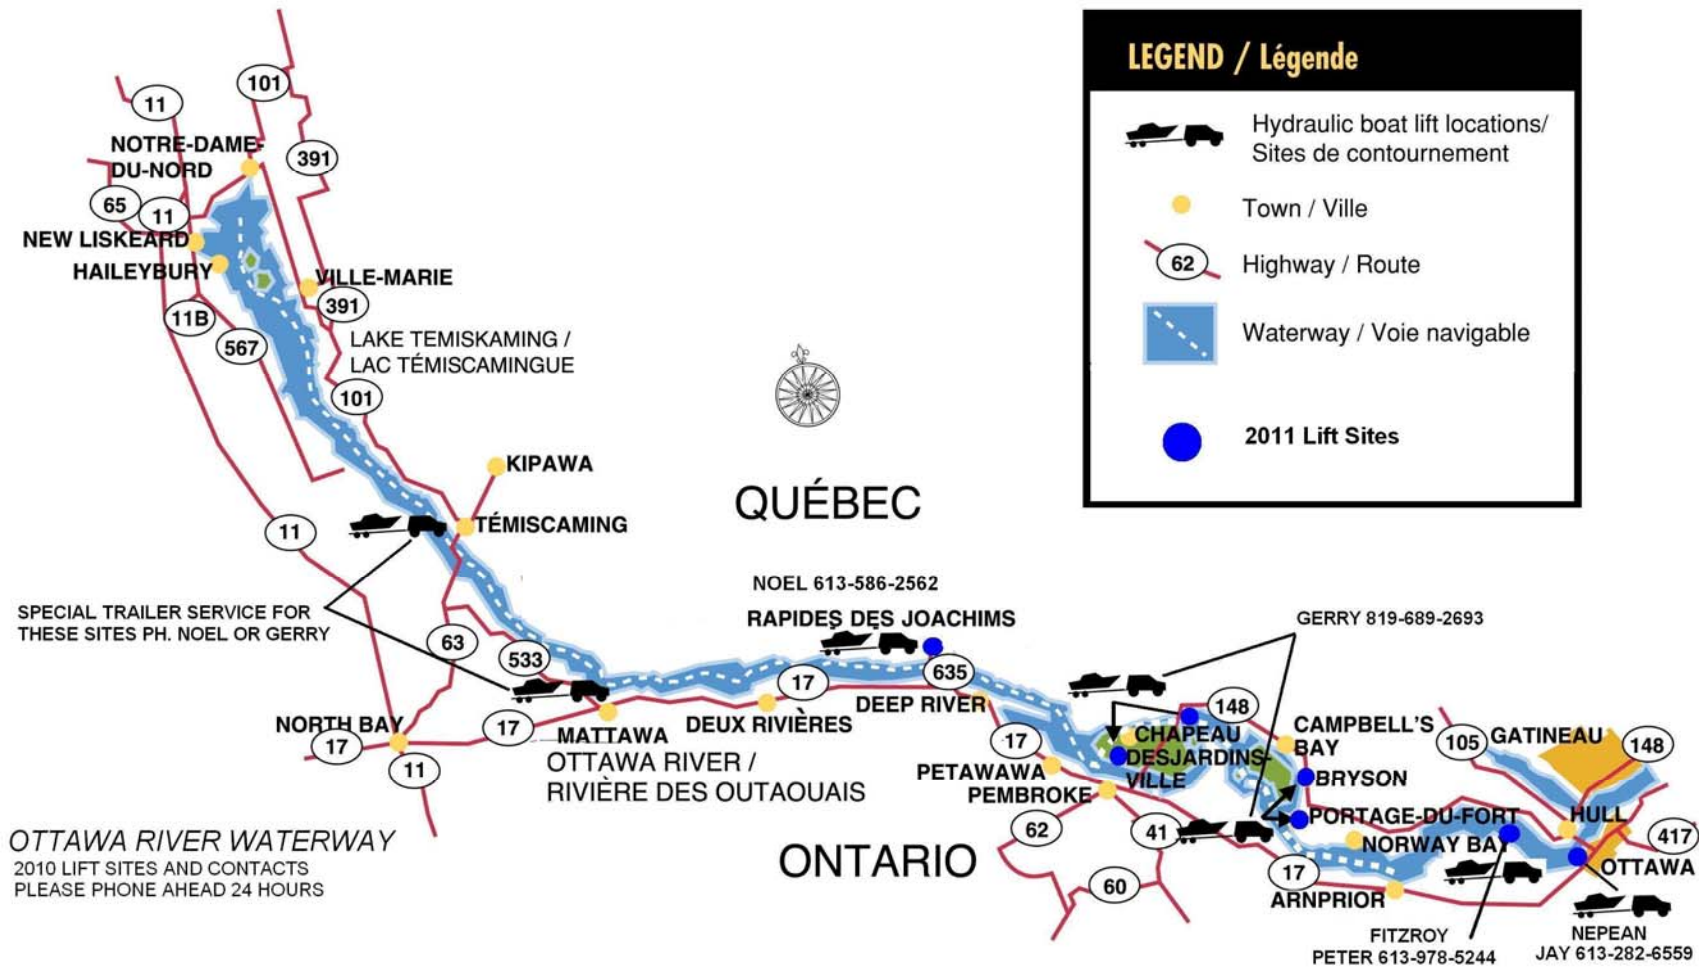 LEGEND / Légende
Hydraulic boat lift locations/
Sites de contournement
Town / Ville
62
Highway / Route
Waterway / Voie navigable
2011 Lift Sites
11
101
NOTRE-DAME-
DU-NORD
391
65
11
NEW LISKEARD
HAILEYBURY
VILLE-MARIE
391
11B
567
LAKE TEMISKAMING /
LAC TÉMISCAMINGUE
101
KIPAWA
TÉMISCAMING
11
QUÉBEC
SPECIAL TRAILER SERVICE FOR
THESE SITES PH. NOEL OR GERRY
NOEL 613-586-2562
RAPIDES DES JOACHIMS
GERRY 819-689-2693
63
533
635
17
DEEP RIVER
DEUX RIVIÈRES
MATTAWA
17
NORTH BAY
17
11
OTTAWA RIVER /
RIVIÈRE DES OUTAOUAIS
17
148
CHAPEAU
DESJARDINS-
VILLE
CAMPBELL'S
BAY
BRYSON
105
GATINEAU
148
PETAWAWA
PEMBROKE
PORTAGE-DU-FORT
HULL
NORWAY BAY
62
41
417
OTTAWA
ONTARIO
60
17
ARNPRIOR
OTTAWA RIVER WATERWAY
2010 LIFT SITES AND CONTACTS
PLEASE PHONE AHEAD 24 HOURS
FITZROY
PETER 613-978-5244
NEPEAN
JAY 613-282-6559